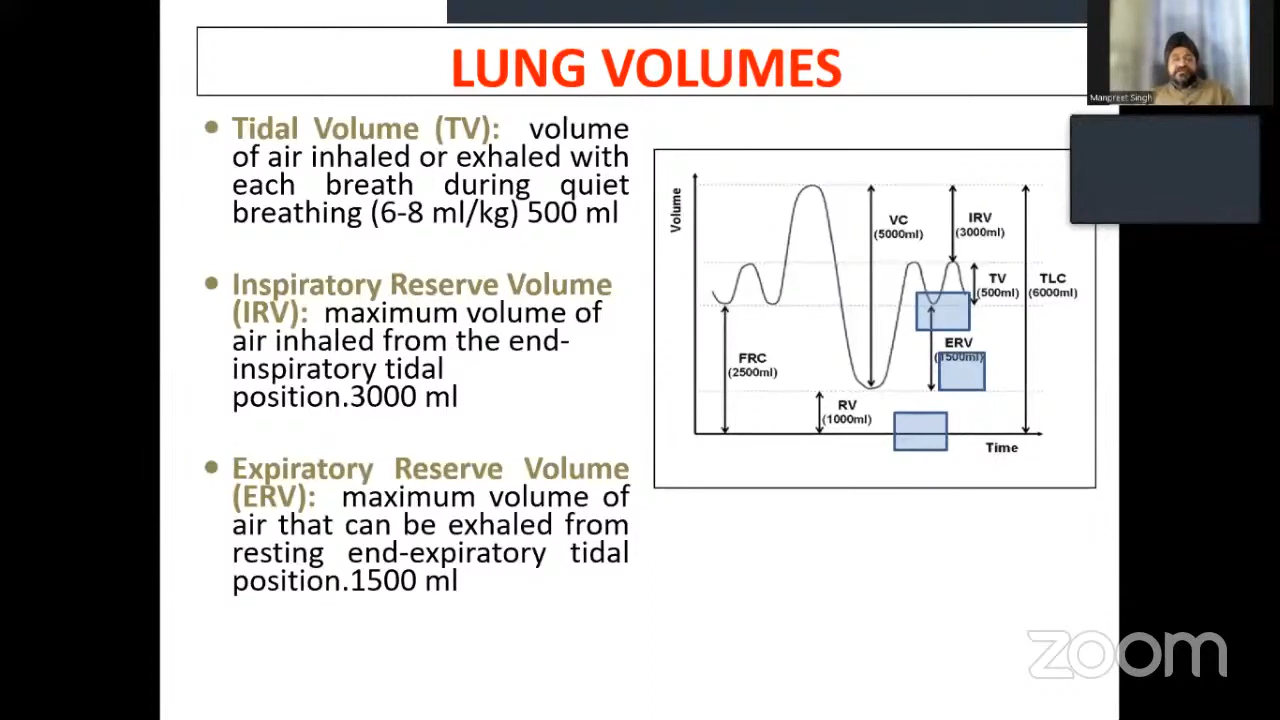 LUNG VOLUMES
Manpreet Singh
• Tidal Volume (TV): volume
of air inhaled or exhaled with
each breath during quiet
breathing (6-8 ml/kg) 500 ml
• Inspiratory Reserve Volume
(IRV): maximum volume of
air inhaled from the end-
inspiratory tidal
position.3000 ml
• Expiratory Reserve Volume
(ERV): maximum volume of
air that can be exhaled from
resting end-expiratory tidal
position.1500 ml
Volume
VC
(5000ml)
IRV
(3000ml)
TV
(500ml)
TLC
(6000ml)
FRC
(2500ml)
ERV
(1500ml)
RV
(1000ml)
Time
zoom